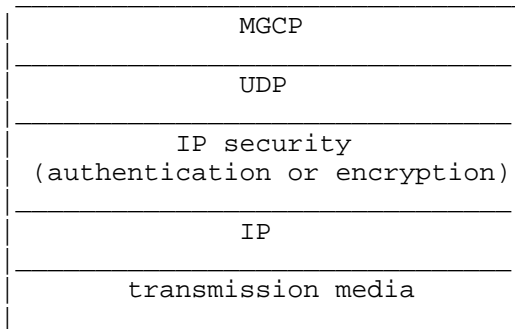 MGCP
UDP
IP security
(authentication or encryption)
IP
transmission media